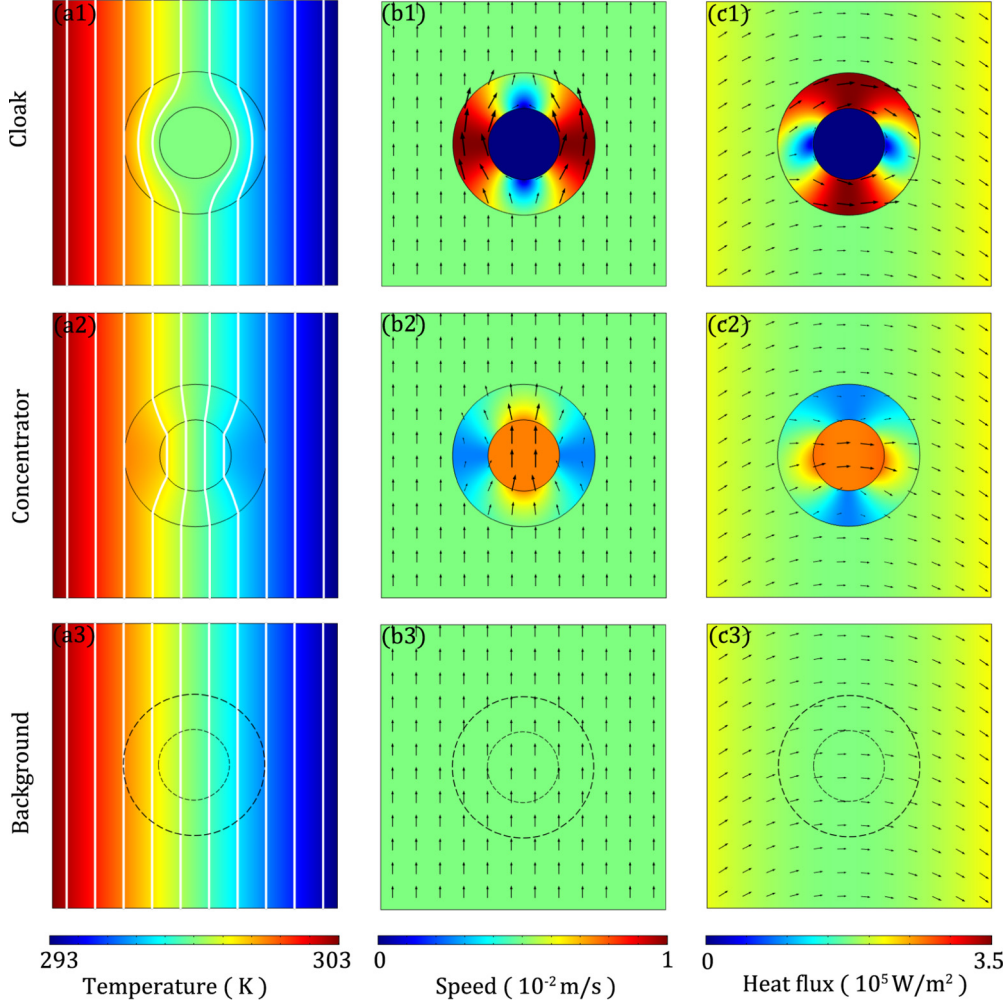 (a1) (b1) (c1)
Cloak
(a2) (b2) (c2)
Concentrator
(a3) (b3) (c3)
Background
293 303 0 1 0 3.5
Temperature ( K ) Speed ( 10⁻² m/s ) Heat flux ( 10⁵ W/m² )